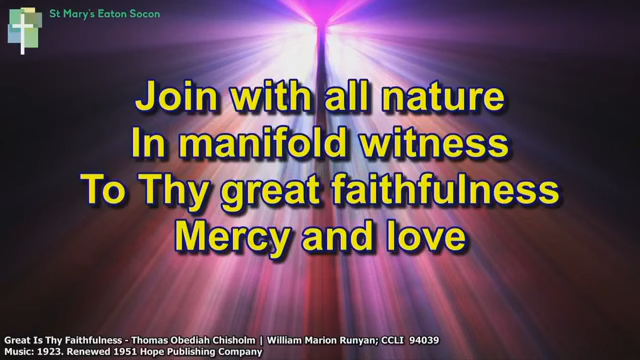 St Mary's Eaton Socon
Join with all nature
In manifold witness
To Thy great faithfulness
Mercy and love
Great Is Thy Faithfulness - Thomas Obediah Chisholm | William Marion Runyan; CCLI  94039
Music: 1923. Renewed 1951 Hope Publishing Company